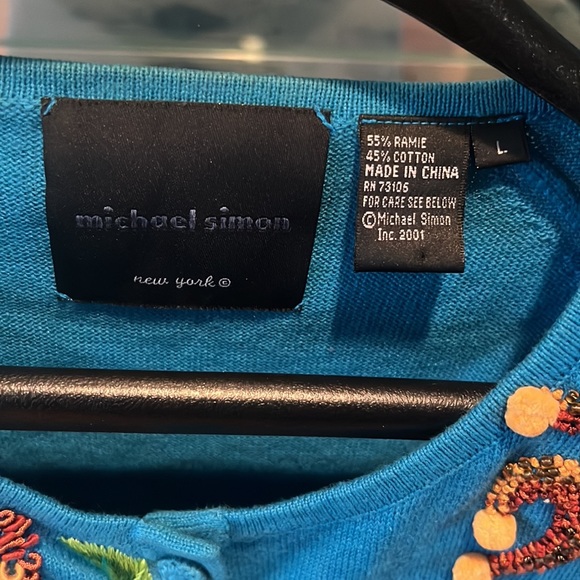 michael simon
new york©
55% RAMIE
45% COTTON
MADE IN CHINA
RN 73105
FOR CARE SEE BELOW
©Michael Simon
Inc. 2001
L